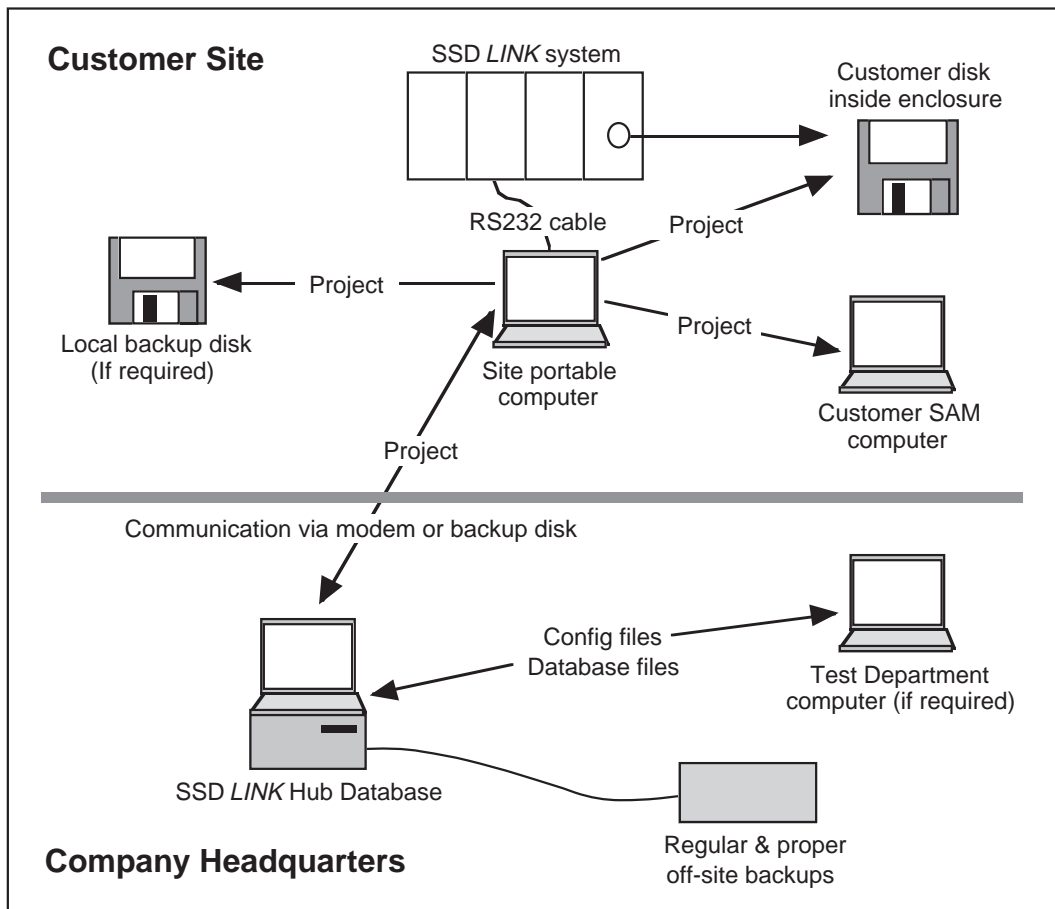 Customer Site
SSD LINK system
Customer disk
inside enclosure
RS232 cable
Project
Project
Local backup disk
(If required)
Project
Site portable
computer
Customer SAM
computer
Project
Communication via modem or backup disk
Config files
Database files
Test Department
computer (if required)
SSD LINK Hub Database
Regular & proper
off-site backups
Company Headquarters